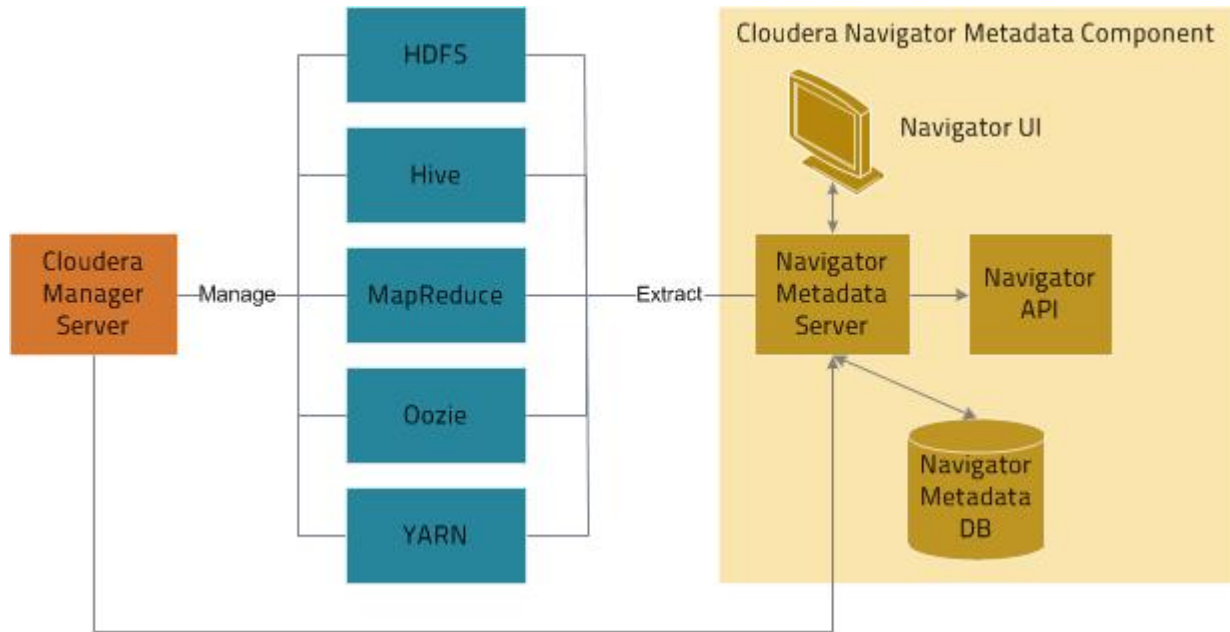 HDFS
Cloudera Navigator Metadata Component
Navigator UI
Hive
Cloudera
Manager
Server
Manage
MapReduce
Extract
Navigator
Metadata
Server
Navigator
API
Oozie
Navigator
Metadata
DB
YARN